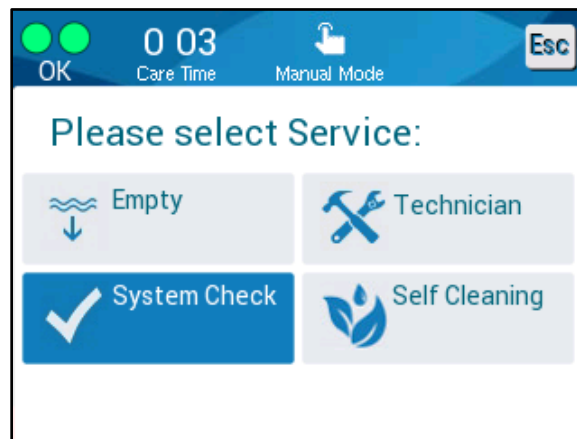 0 03
Esc
OK
Care Time
Manual Mode
Please select Service:
Empty
Technician
System Check
Self Cleaning